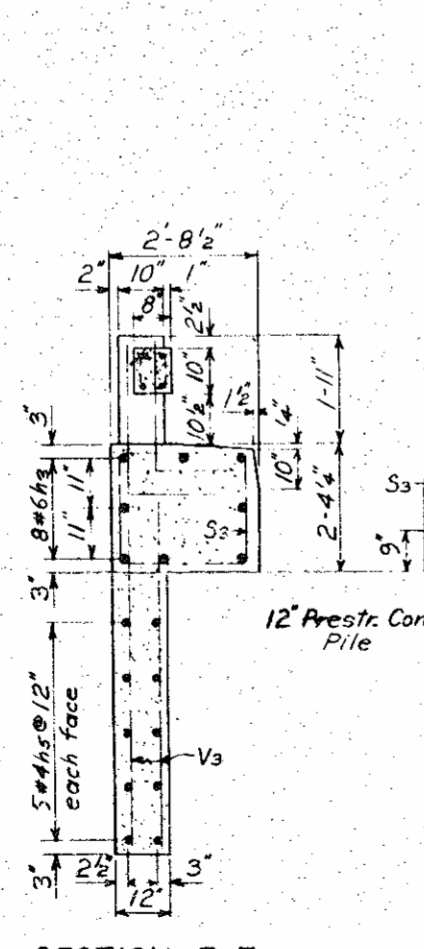 2'-8½"
2" 10" 1"
8"
2½"
10"
10½"
1½"
¼"
1'-11"
3"
8#6h3
11"
11"
10"
2'-4¼"
S3
S3
9"
3"
12" Prestr. Con
Pile
5#4h5@12"
each face
V3
3"
2½" 3"
12"